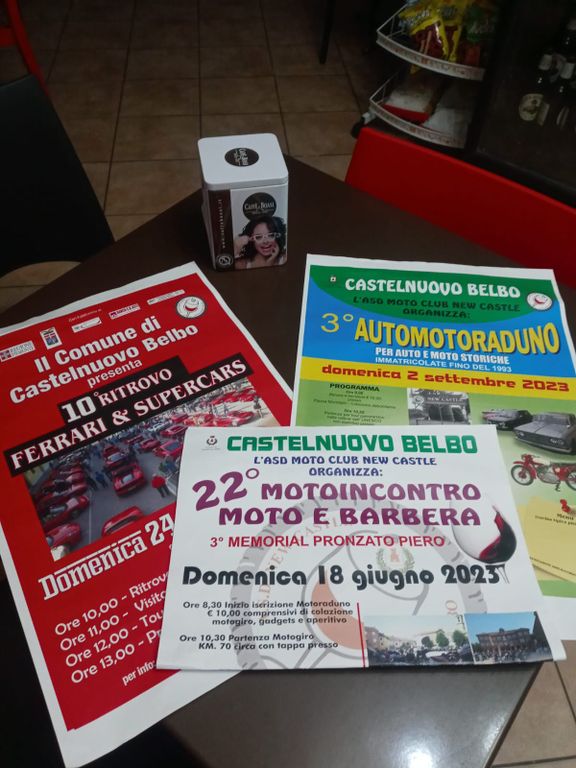 Il Comune di
Castelnuovo Belbo
presenta
10° RITROVO
FERRARI & SUPERCARS
Domenica 24
Ore 10,00 - Ritrovo
Ore 11,00 -
Ore 12,00 -
Ore 13,00 -
per info:
CAFFÈ BOASI
CASTELNUOVO BELBO
L'ASD MOTO CLUB NEW CASTLE
ORGANIZZA:
3° AUTOMOTORADUNO
PER AUTO E MOTO STORICHE
IMMATRICOLATE FINO DEL 1993
domenica 2 settembre 2023
PROGRAMMA
CASTELNUOVO BELBO
L'ASD MOTO CLUB NEW CASTLE
ORGANIZZA:
22° MOTOINCONTRO
MOTO E BARBERA
3° MEMORIAL PRONZATO PIERO
Domenica 18 giugno 2023
Ore 8,30 Inizio iscrizione Motoraduno
€ 10,00 comprensivi di colazione
motogiro, gadgets e aperitivo
Ore 10,30 Partenza Motogiro
KM. 70 circa con tappa presso